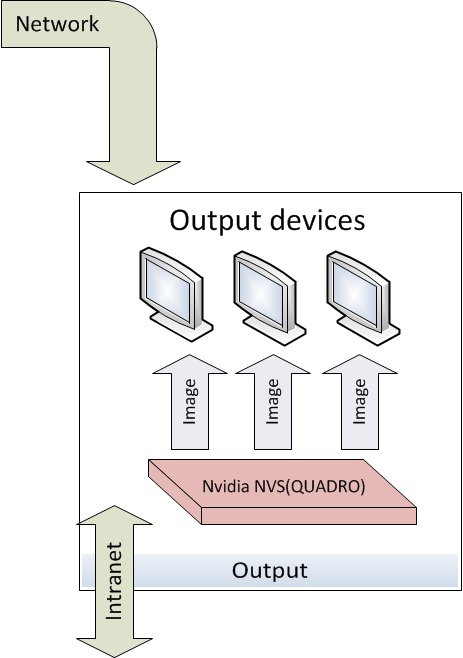 Network
Output devices
Image
Image
Image
Nvidia NVS(QUADRO)
Output
Intranet